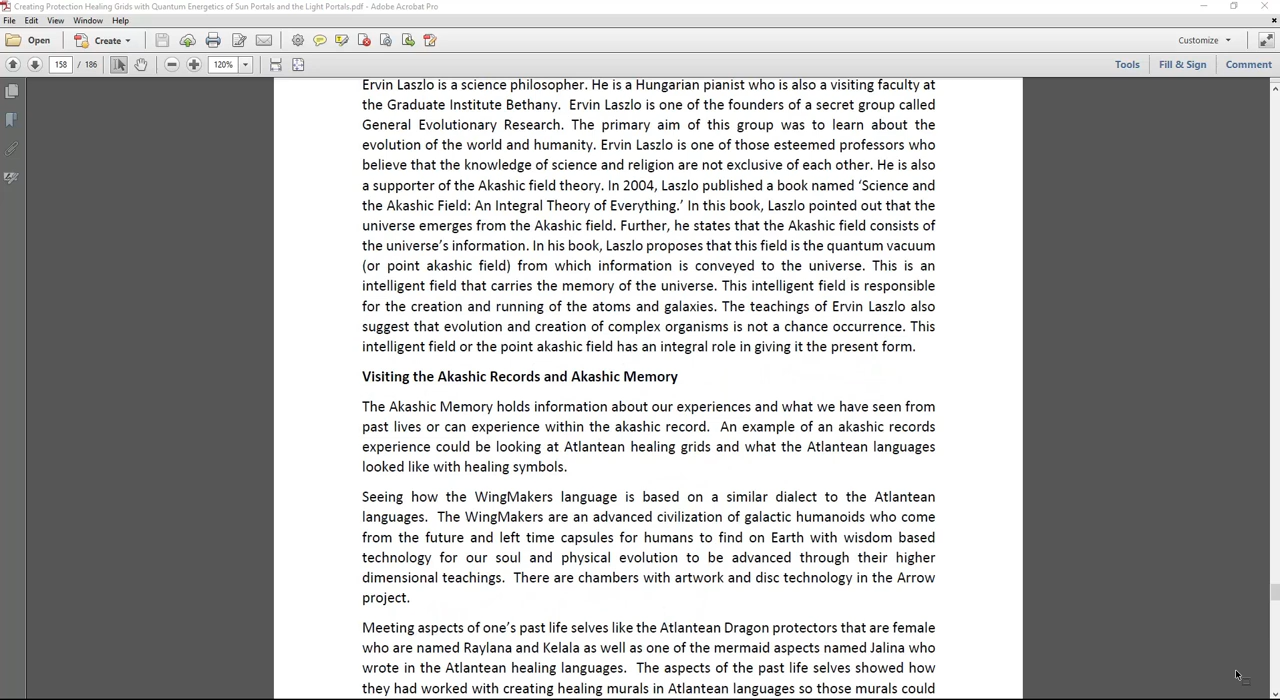 Creating Protection Healing Grids with Quantum Energetics of Sun Portals and the Light Portals.pdf - Adobe Acrobat Pro
File Edit View Window Help
Open Create Customize
158 / 186 120% Tools Fill & Sign Comment
Ervin Laszlo is a science philosopher. He is a Hungarian pianist who is also a visiting faculty at
the Graduate Institute Bethany. Ervin Laszlo is one of the founders of a secret group called
General Evolutionary Research. The primary aim of this group was to learn about the
evolution of the world and humanity. Ervin Laszlo is one of those esteemed professors who
believe that the knowledge of science and religion are not exclusive of each other. He is also
a supporter of the Akashic field theory. In 2004, Laszlo published a book named ‘Science and
the Akashic Field: An Integral Theory of Everything.’ In this book, Laszlo pointed out that the
universe emerges from the Akashic field. Further, he states that the Akashic field consists of
the universe’s information. In his book, Laszlo proposes that this field is the quantum vacuum
(or point akashic field) from which information is conveyed to the universe. This is an
intelligent field that carries the memory of the universe. This intelligent field is responsible
for the creation and running of the atoms and galaxies. The teachings of Ervin Laszlo also
suggest that evolution and creation of complex organisms is not a chance occurrence. This
intelligent field or the point akashic field has an integral role in giving it the present form.
Visiting the Akashic Records and Akashic Memory
The Akashic Memory holds information about our experiences and what we have seen from
past lives or can experience within the akashic record. An example of an akashic records
experience could be looking at Atlantean healing grids and what the Atlantean languages
looked like with healing symbols.
Seeing how the WingMakers language is based on a similar dialect to the Atlantean
languages. The WingMakers are an advanced civilization of galactic humanoids who come
from the future and left time capsules for humans to find on Earth with wisdom based
technology for our soul and physical evolution to be advanced through their higher
dimensional teachings. There are chambers with artwork and disc technology in the Arrow
project.
Meeting aspects of one’s past life selves like the Atlantean Dragon protectors that are female
who are named Raylana and Kelala as well as one of the mermaid aspects named Jalina who
wrote in the Atlantean healing languages. The aspects of the past life selves showed how
they had worked with creating healing murals in Atlantean languages so those murals could